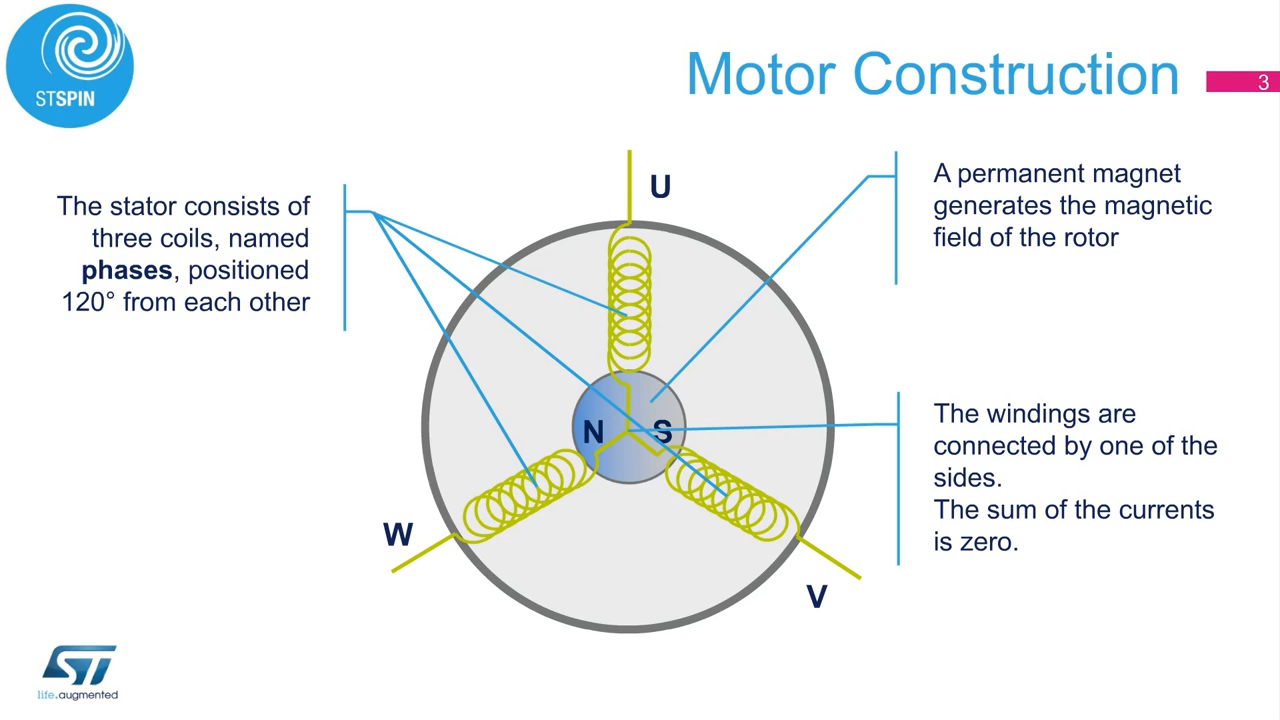 STSPIN
Motor Construction
3
The stator consists of
three coils, named
phases, positioned
120° from each other
U
A permanent magnet
generates the magnetic
field of the rotor
N
S
W
V
The windings are
connected by one of the
sides.
The sum of the currents
is zero.
ST
life.augmented